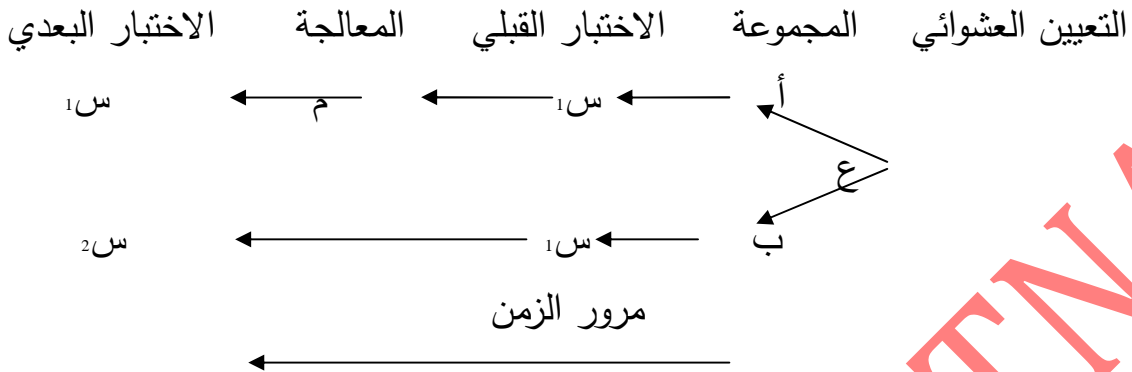 التعيين العشوائي المجموعة الاختبار القبلي المعالجة الاختبار البعدي
أ س1 م س1
ع
ب س1 س2
مرور الزمن